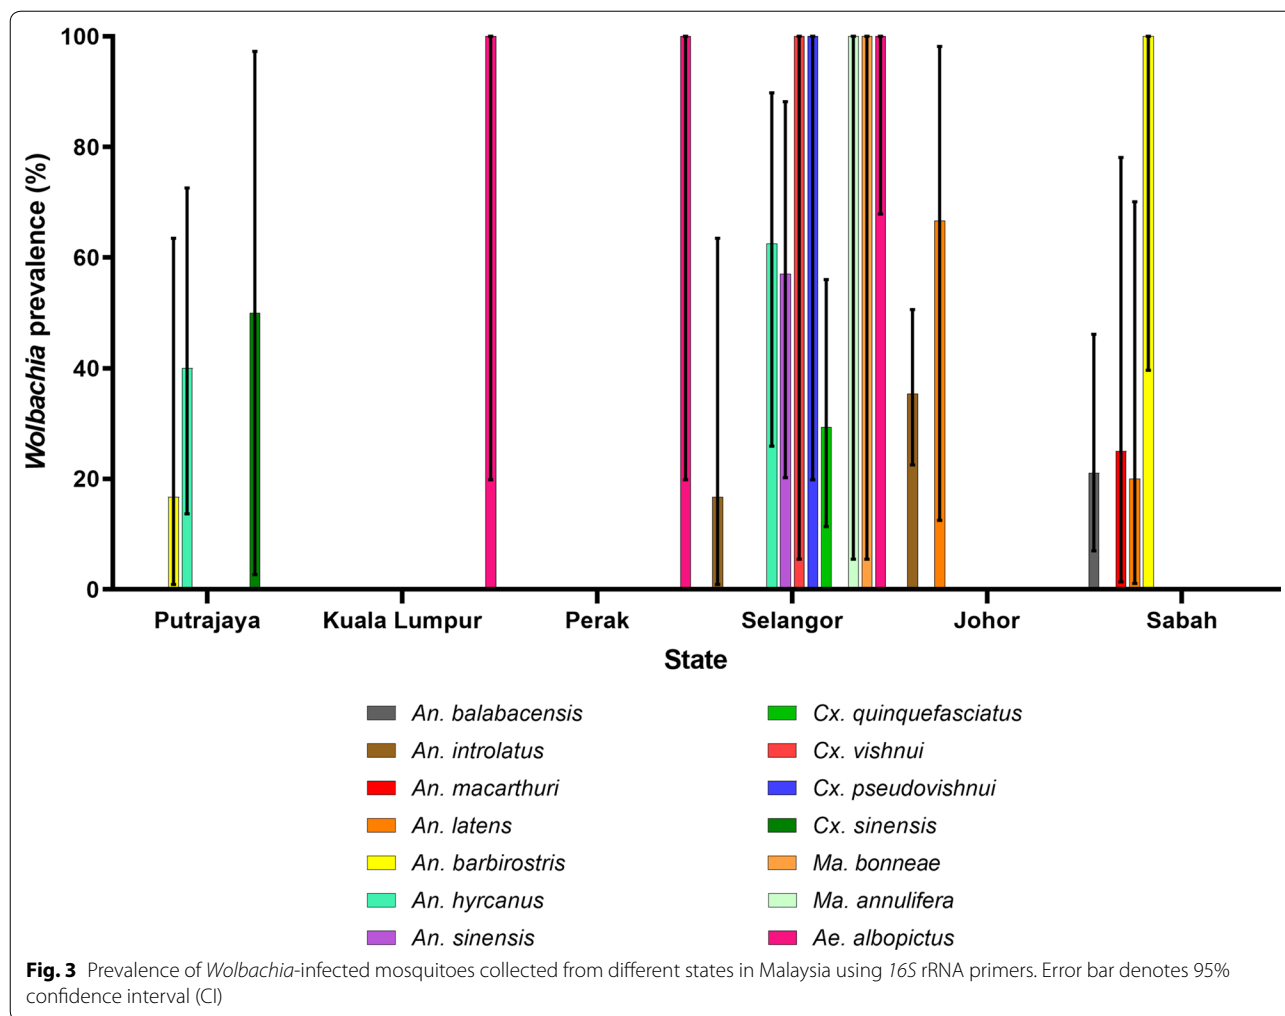 100
80
60
40
20
0
Wolbachia prevalence (%)
Putrajaya Kuala Lumpur Perak Selangor Johor Sabah
State
An. balabacensis
An. introlatus
An. macarthuri
An. latens
An. barbirostris
An. hyrcanus
An. sinensis
Cx. quinquefasciatus
Cx. vishnui
Cx. pseudovishnui
Cx. sinensis
Ma. bonneae
Ma. annulifera
Ae. albopictus
Fig. 3 Prevalence of Wolbachia-infected mosquitoes collected from different states in Malaysia using 16S rRNA primers. Error bar denotes 95%
confidence interval (CI)